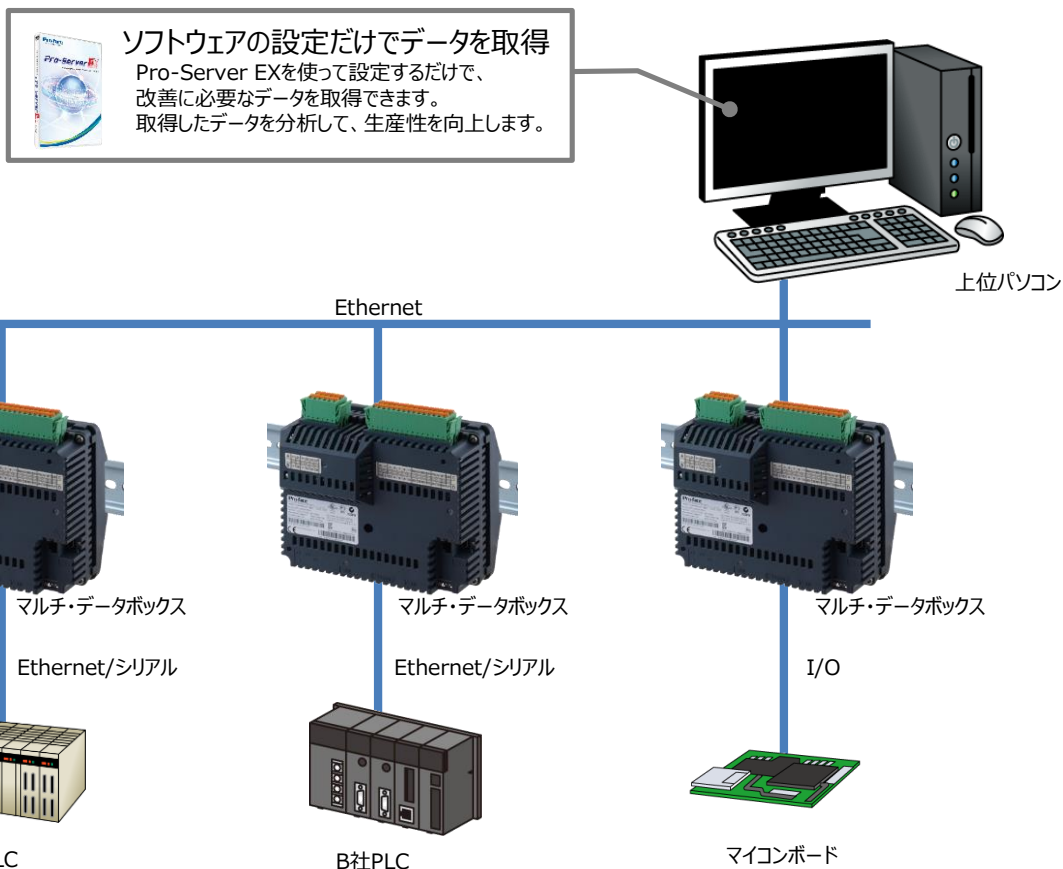 ソフトウェアの設定だけでデータを取得
Pro-Server EXを使って設定するだけで、
改善に必要なデータを取得できます。
取得したデータを分析して、生産性を向上します。
Pro-Server EX
上位パソコン
Ethernet
マルチ・データボックス
マルチ・データボックス
マルチ・データボックス
Ethernet/シリアル
Ethernet/シリアル
I/O
LC
B社PLC
マイコンボード